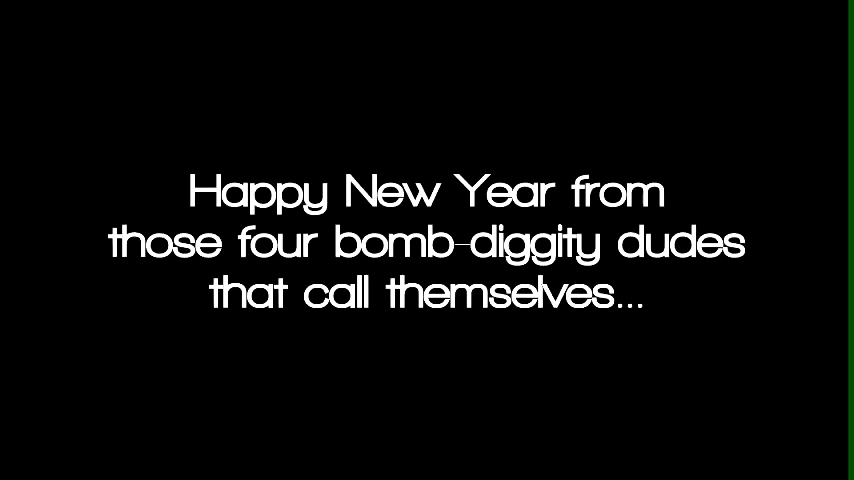 Happy New Year from
those four bomb-diggity dudes
that call themselves...